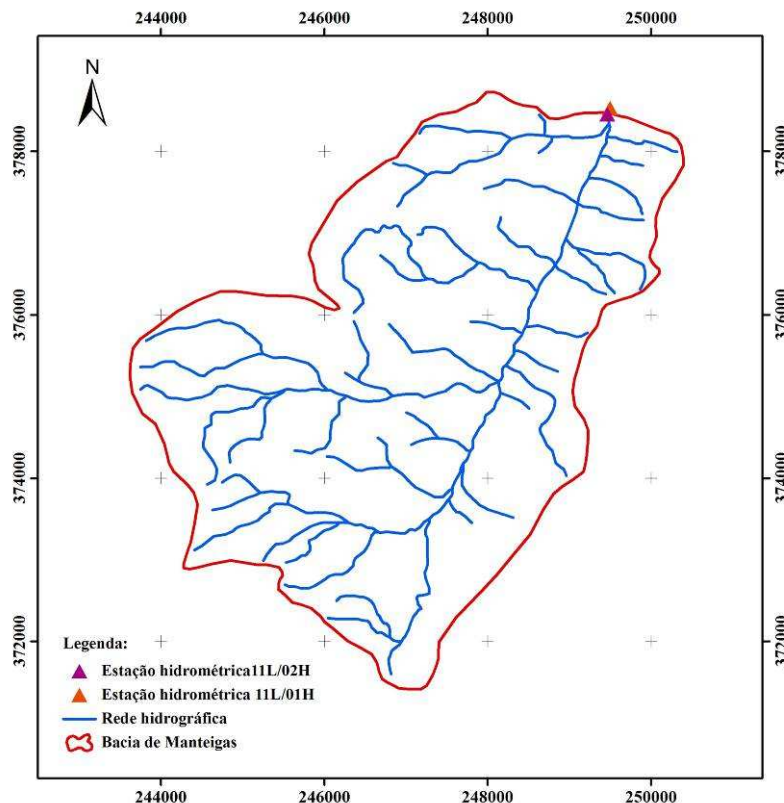 244000 246000 248000 250000
N
378000 378000
376000 376000
374000 374000
372000 372000
Legenda:
Estação hidrométrica11L/02H
Estação hidrométrica 11L/01H
Rede hidrográfica
Bacia de Manteigas
244000 246000 248000 250000